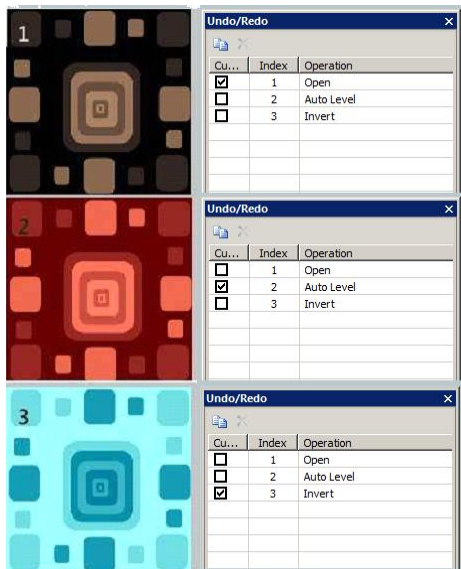 1
Undo/Redo
Cu... Index Operation
1 Open
2 Auto Level
3 Invert
2
Undo/Redo
Cu... Index Operation
1 Open
2 Auto Level
3 Invert
3
Undo/Redo
Cu... Index Operation
1 Open
2 Auto Level
3 Invert